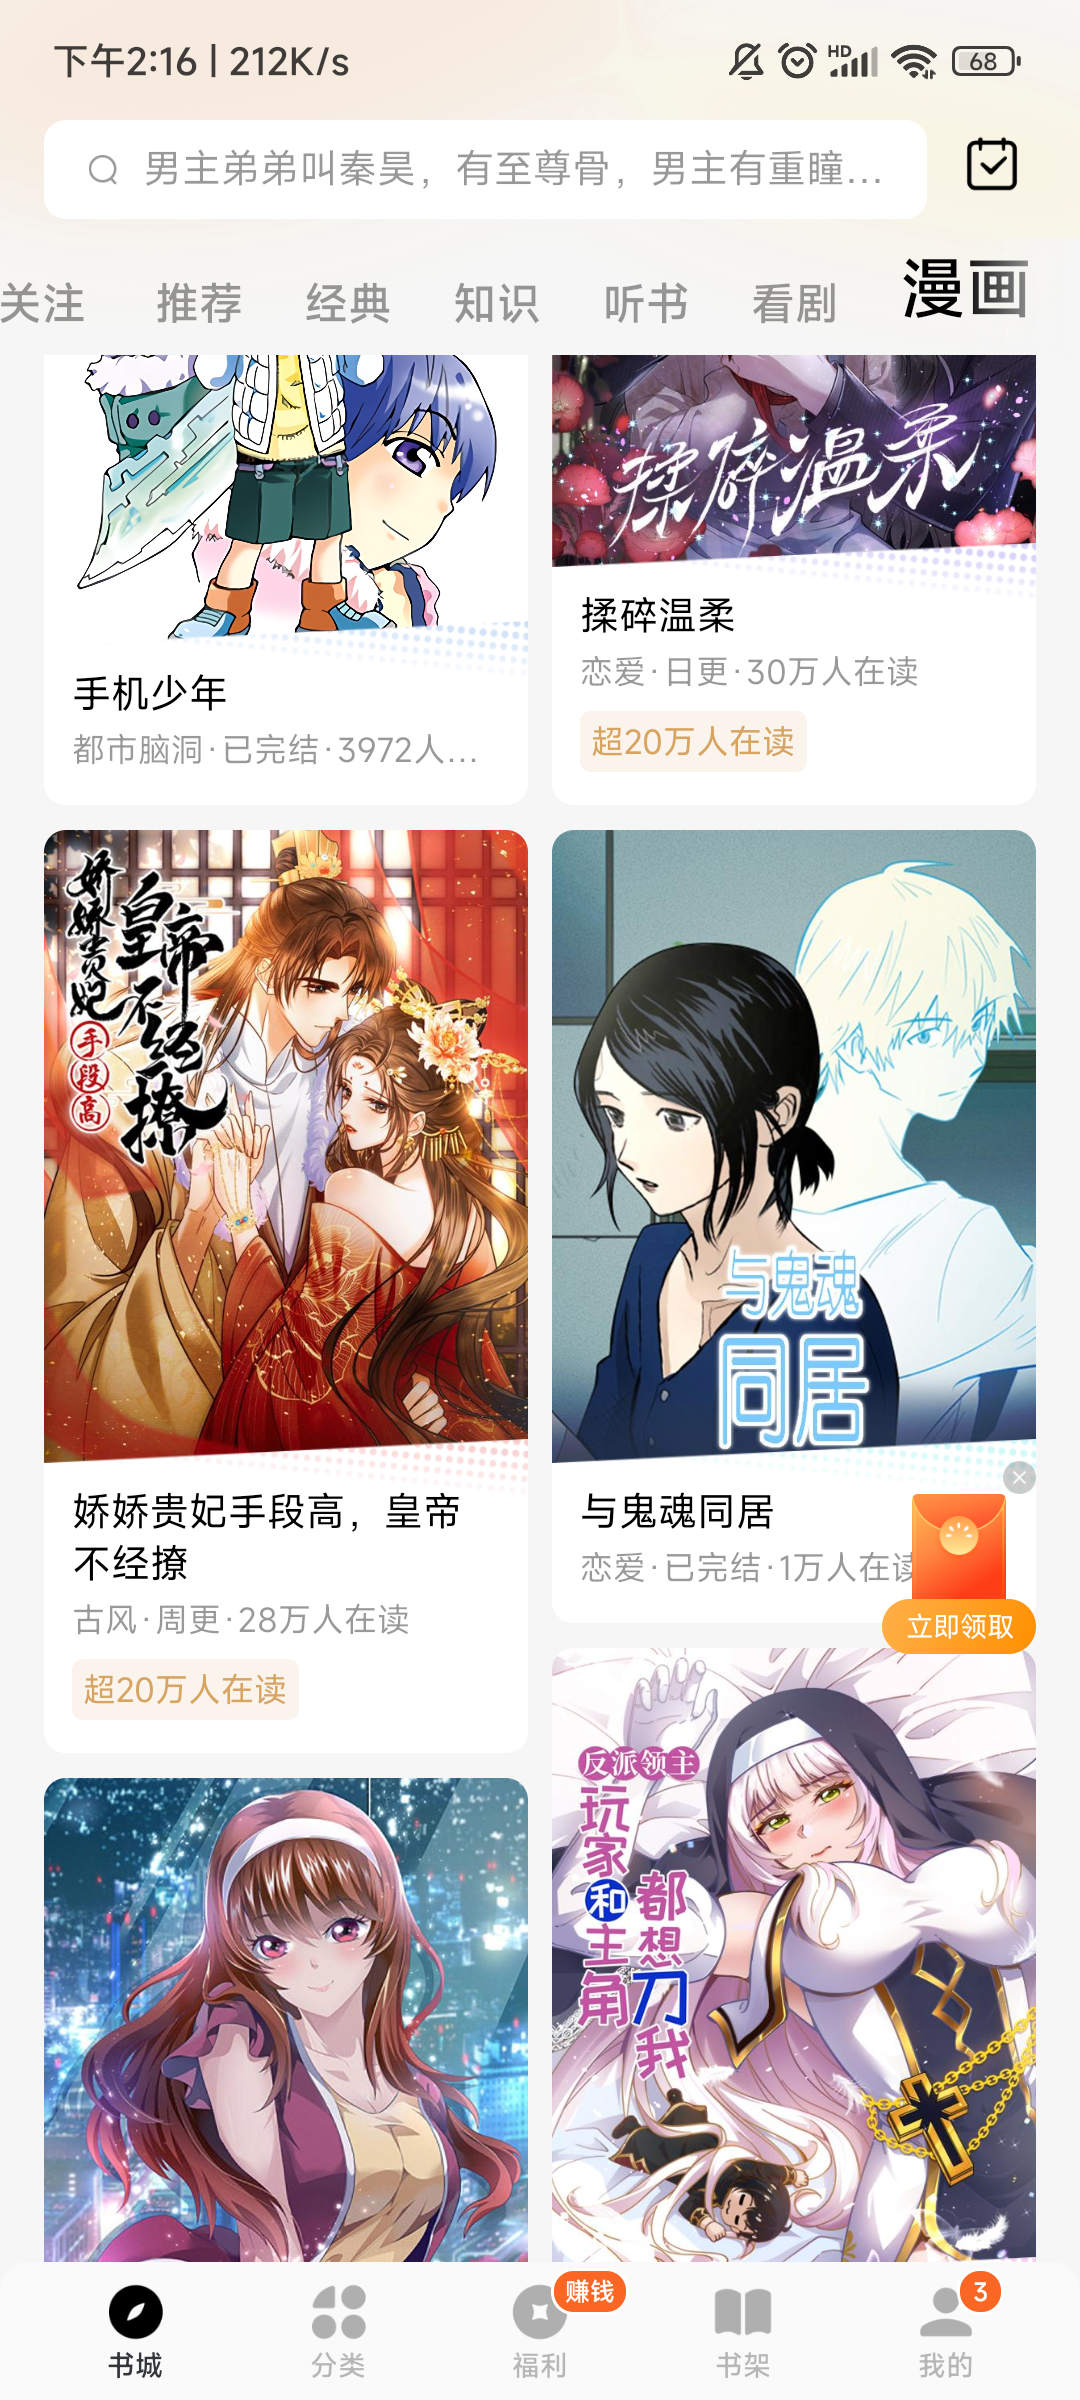 下午2:16 | 212K/s
HD
68
男主弟弟叫秦昊，有至尊骨，男主有重瞳...
关注
推荐
经典
知识
听书
看剧
漫画
手机少年
都市脑洞·已完结·3972人...
揉碎温柔
揉碎温柔
恋爱·日更·30万人在读
超20万人在读
娇娇贵妃
手段高
皇帝不经撩
娇娇贵妃手段高，皇帝
不经撩
古风·周更·28万人在读
超20万人在读
与鬼魂
同居
与鬼魂同居
恋爱·已完结·1万人在读
立即领取
反派领主
玩家和主角
都想刀我
书城
分类
福利
赚钱
书架
我的
3